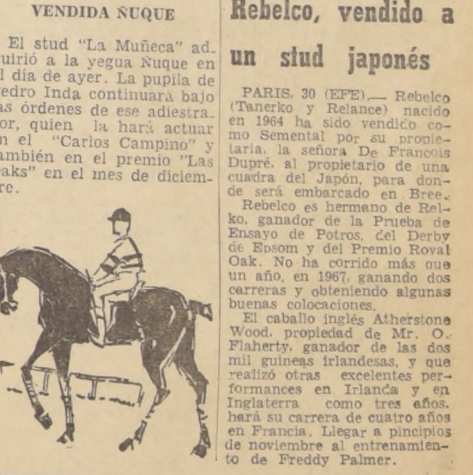 VENDIDA ÑUQUE
El stud "La Muñeca" ad-
uirió a la yegua Ñuque en
l día de ayer. La pupila de
edro Inda continuará bajo
as órdenes de ese adiestra-
or, quien la hará actuar
n el "Carlos Campino" y
ambién en el premio "Las
aks" en el mes de diciem-
re.
Rebelco, vendido a
un stud japonés
PARIS, 30 (EFE).— Rebelco
(Tanerko y Relance) nacido
en 1964 ha sido vendido co-
mo Semental por su propie-
taria, la señora De Francois
Dupré, al propietario de una
cuadra del Japón, para don-
de será embarcado en Bree.
Rebelco es hermano de Rel-
ko, ganador de la Prueba de
Ensayo de Potros, del Derby
de Epsom y del Premio Royal
Oak. No ha corrido más que
un año, en 1967, ganando dos
carreras y obteniendo algunas
buenas colocaciones.
El caballo inglés Atherstone
Wood, propiedad de Mr. O.
Flaherty, ganador de las dos
mil guineas irlandesas, y que
realizó otras excelentes per-
formances en Irlanda y en
Inglaterra como tres años,
hará su carrera de cuatro años
en Francia. Llegar a pincipios
de noviembre al entrenamien-
to de Freddy Palmer.